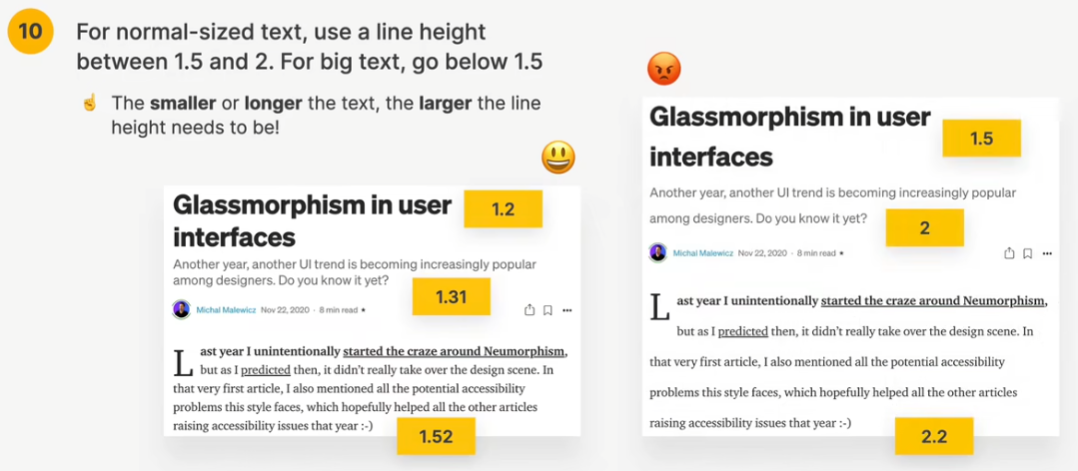 10
For normal-sized text, use a line height
between 1.5 and 2. For big text, go below 1.5
The smaller or longer the text, the larger the line
height needs to be!
Glassmorphism in user
interfaces
1.2
Another year, another UI trend is becoming increasingly popular
among designers. Do you know it yet?
1.31
Michal Malewicz Nov 22, 2020 · 8 min read
Last year I unintentionally started the craze around Neumorphism,
but as I predicted then, it didn't really take over the design scene. In
that very first article, I also mentioned all the potential accessibility
problems this style faces, which hopefully helped all the other articles
raising accessibility issues that year :-)
1.52
Glassmorphism in user
interfaces
1.5
Another year, another UI trend is becoming increasingly popular
among designers. Do you know it yet?
2
Michal Malewicz Nov 22, 2020 · 8 min read
Last year I unintentionally started the craze around Neumorphism,
but as I predicted then, it didn't really take over the design scene. In
that very first article, I also mentioned all the potential accessibility
problems this style faces, which hopefully helped all the other articles
raising accessibility issues that year :-)
2.2